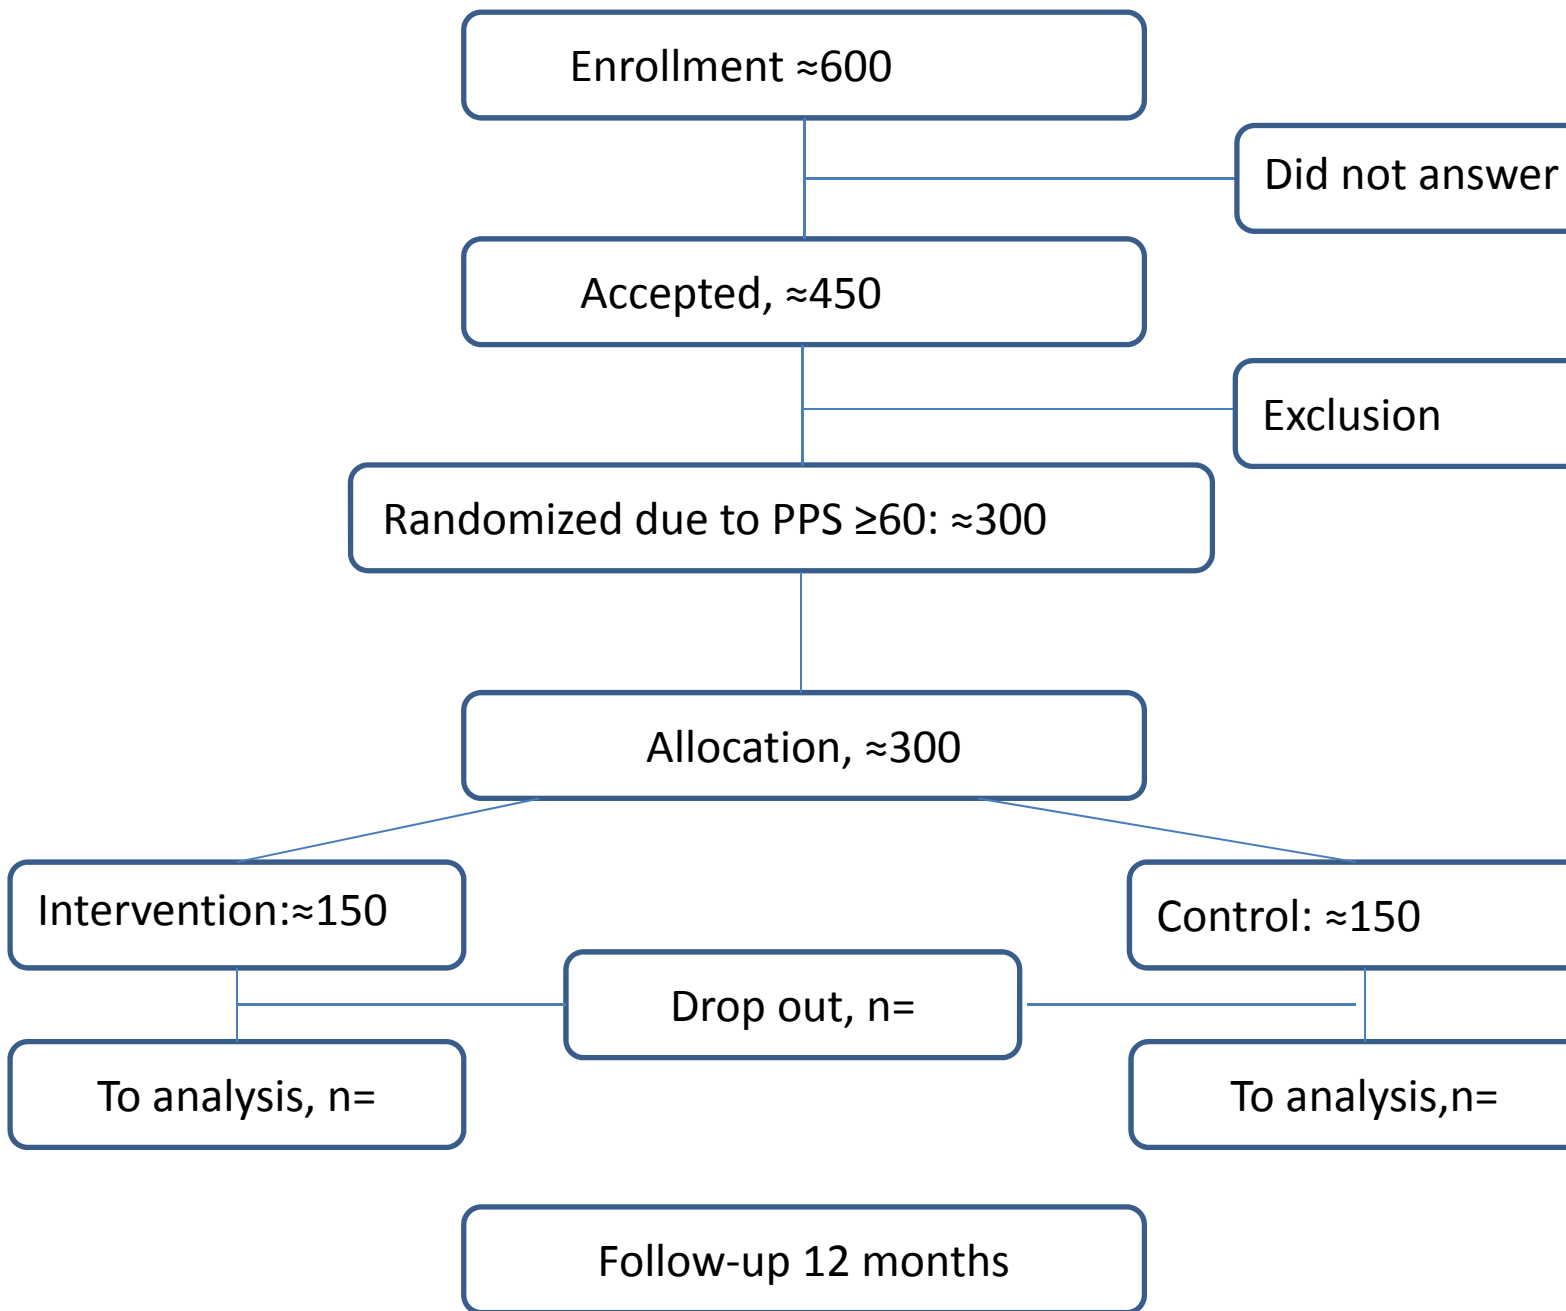 Enrollment ≈600
Did not answer
Accepted, ≈450
Exclusion
Randomized due to PPS ≥60: ≈300
Allocation, ≈300
Intervention:≈150
Control: ≈150
Drop out, n=
To analysis, n=
To analysis,n=
Follow-up 12 months